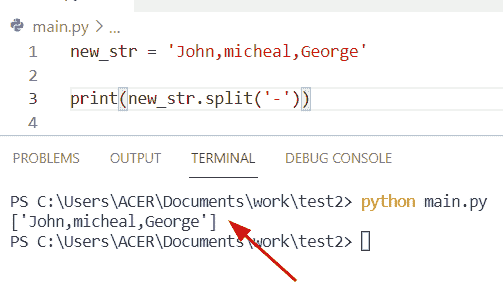 main.py > ...
1 new_str = 'John,micheal,George'
2
3 print(new_str.split('-'))
4
PROBLEMS OUTPUT TERMINAL DEBUG CONSOLE
PS C:\Users\ACER\Documents\work\test2> python main.py
['John,micheal,George']
PS C:\Users\ACER\Documents\work\test2>